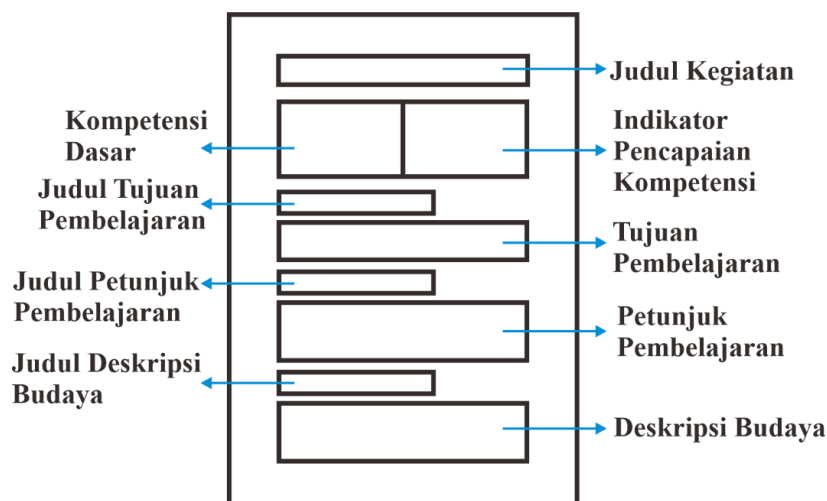 Judul Kegiatan
Kompetensi
Dasar
Indikator
Pencapaian
Kompetensi
Judul Tujuan
Pembelajaran
Tujuan
Pembelajaran
Judul Petunjuk
Pembelajaran
Petunjuk
Pembelajaran
Judul Deskripsi
Budaya
Deskripsi Budaya